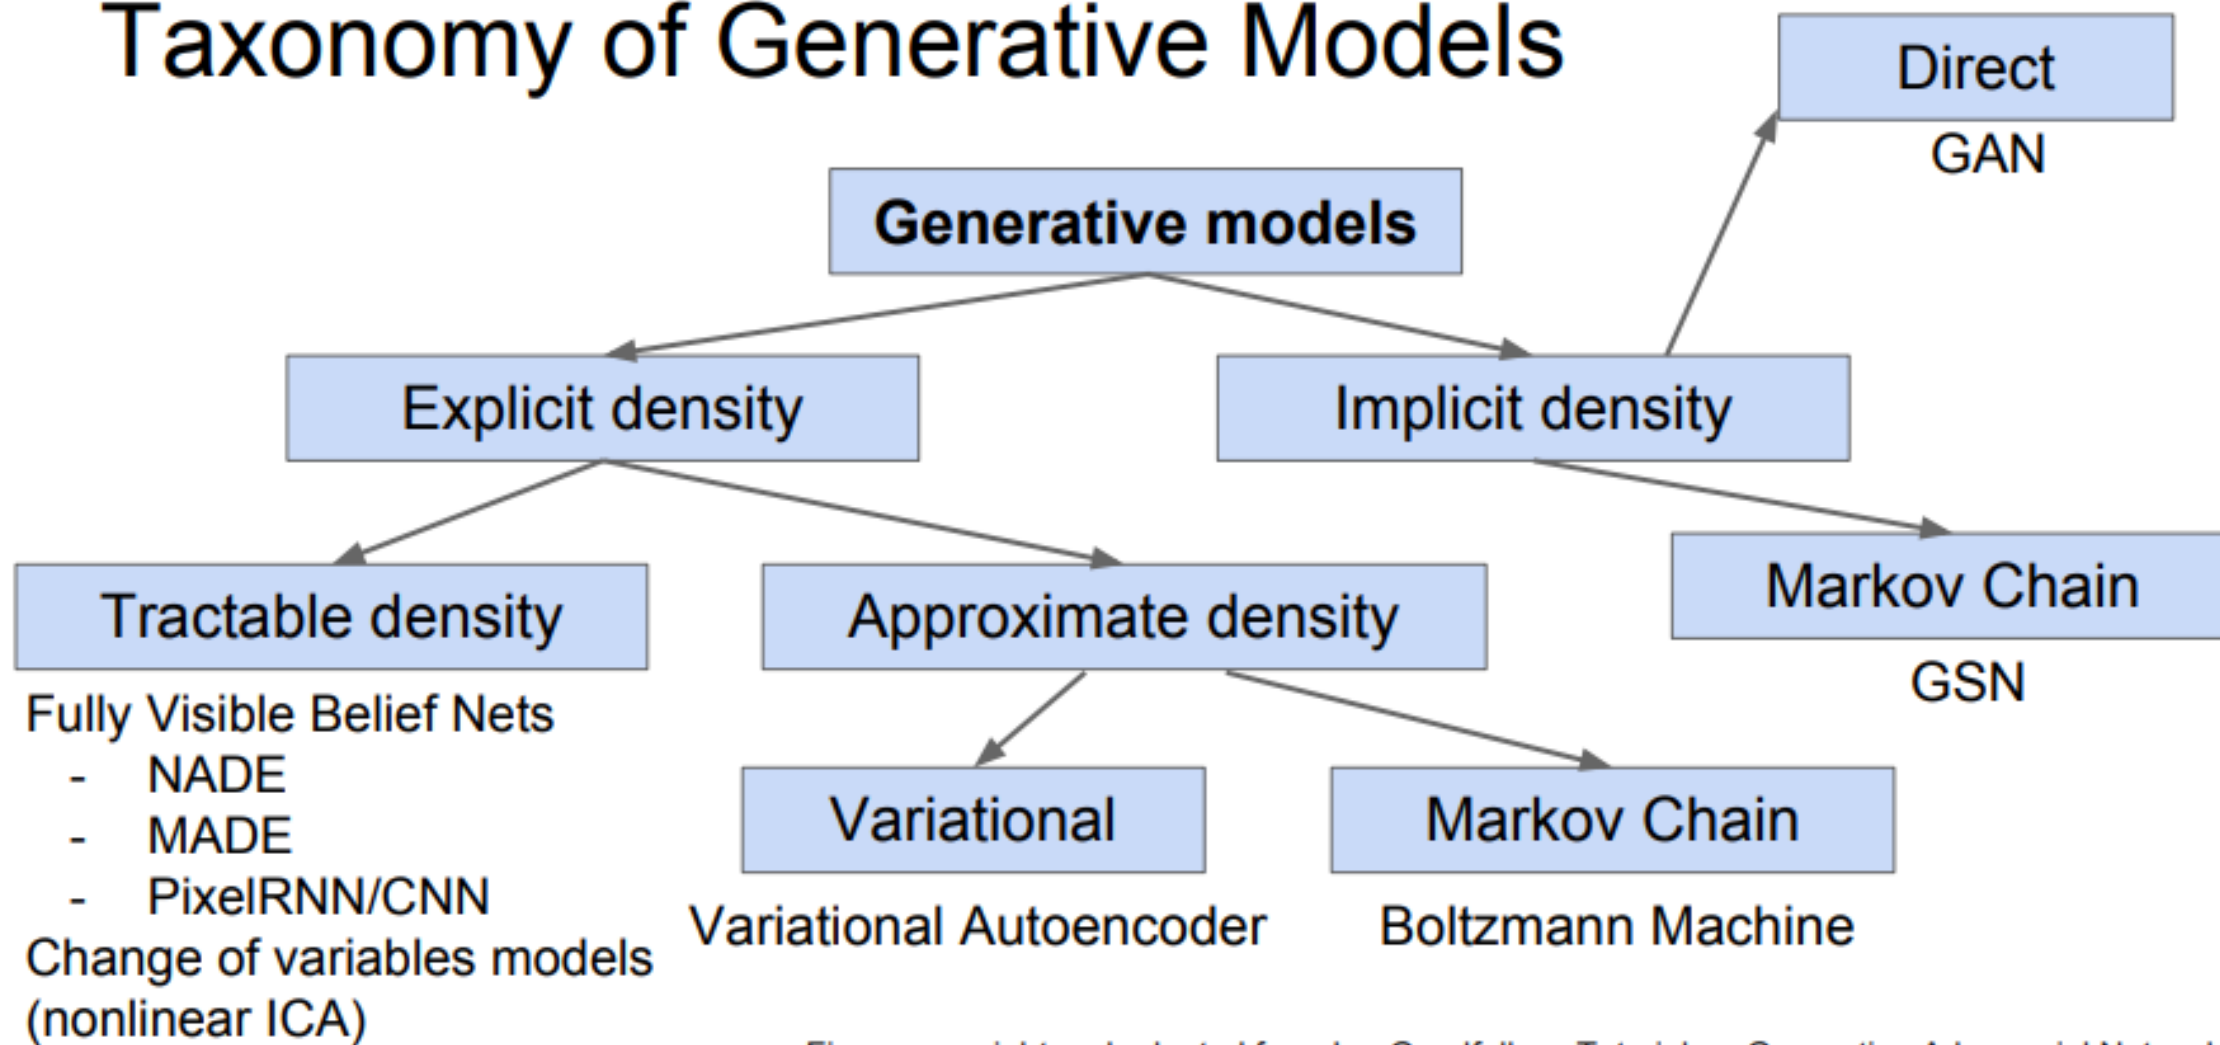 Taxonomy of Generative Models
Direct
GAN
Generative models
Explicit density
Implicit density
Tractable density
Approximate density
Markov Chain
GSN
Fully Visible Belief Nets
- NADE
- MADE
- PixelRNN/CNN
Change of variables models
(nonlinear ICA)
Variational
Markov Chain
Variational Autoencoder
Boltzmann Machine